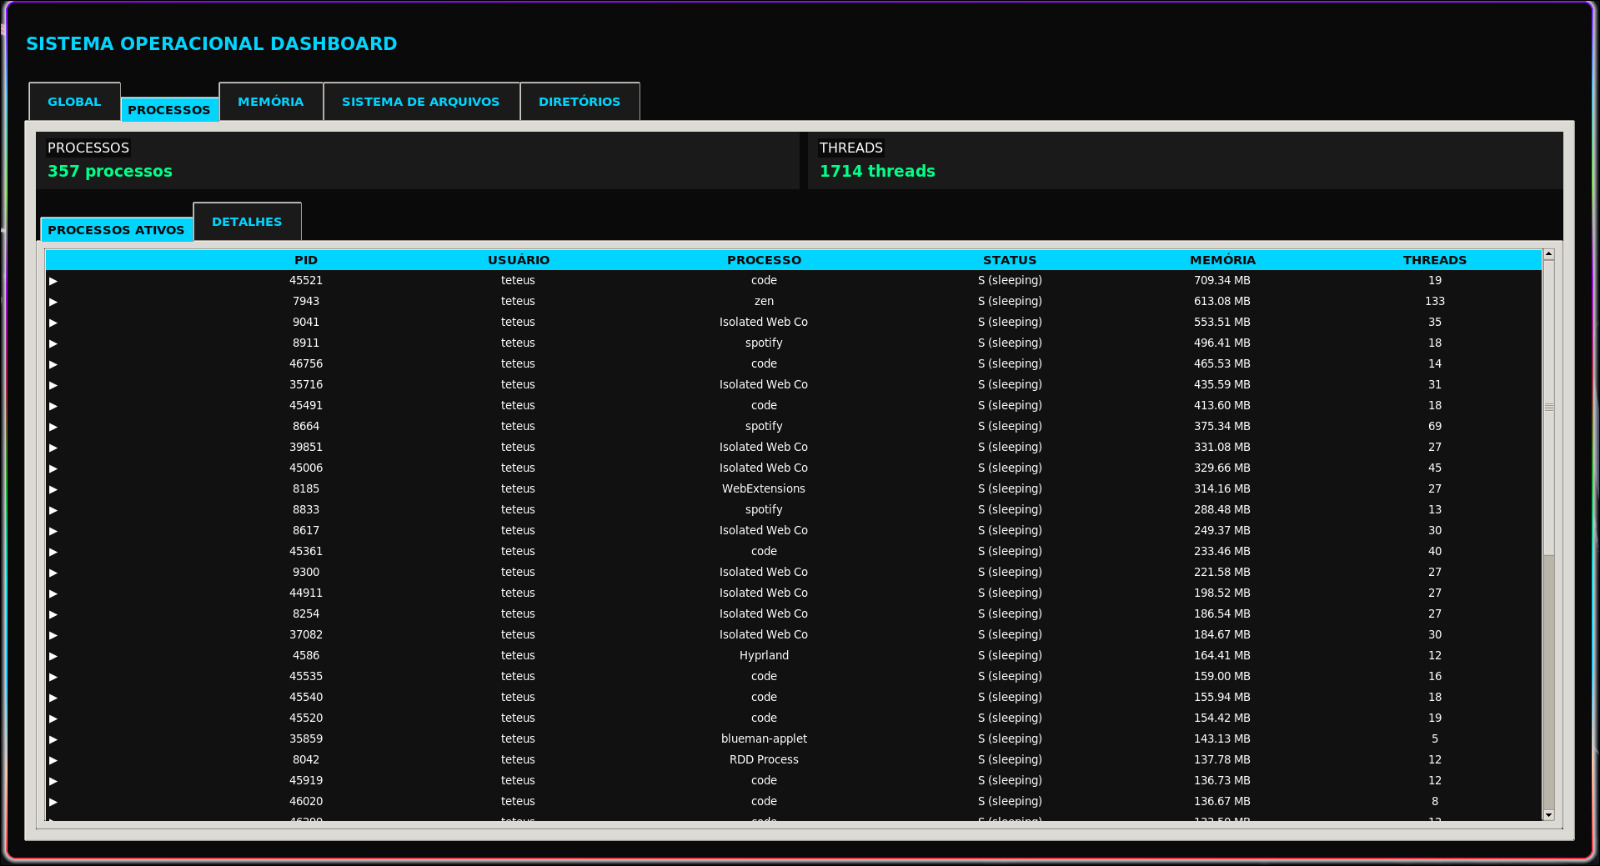 SISTEMA OPERACIONAL DASHBOARD
GLOBAL PROCESSOS MEMÓRIA SISTEMA DE ARQUIVOS DIRETÓRIOS
PROCESSOS THREADS
357 processos 1714 threads
PROCESSOS ATIVOS DETALHES
PID USUÁRIO PROCESSO STATUS MEMÓRIA THREADS
45521 teteus code S (sleeping) 709.34 MB 19
7943 teteus zen S (sleeping) 613.08 MB 133
9041 teteus Isolated Web Co S (sleeping) 553.51 MB 35
8911 teteus spotify S (sleeping) 496.41 MB 18
46756 teteus code S (sleeping) 465.53 MB 14
35716 teteus Isolated Web Co S (sleeping) 435.59 MB 31
45491 teteus code S (sleeping) 413.60 MB 18
8664 teteus spotify S (sleeping) 375.34 MB 69
39851 teteus Isolated Web Co S (sleeping) 331.08 MB 27
45006 teteus Isolated Web Co S (sleeping) 329.66 MB 45
8185 teteus WebExtensions S (sleeping) 314.16 MB 27
8833 teteus spotify S (sleeping) 288.48 MB 13
8617 teteus Isolated Web Co S (sleeping) 249.37 MB 30
45361 teteus code S (sleeping) 233.46 MB 40
9300 teteus Isolated Web Co S (sleeping) 221.58 MB 27
44911 teteus Isolated Web Co S (sleeping) 198.52 MB 27
8254 teteus Isolated Web Co S (sleeping) 186.54 MB 27
37082 teteus Isolated Web Co S (sleeping) 184.67 MB 30
4586 teteus Hyprland S (sleeping) 164.41 MB 12
45535 teteus code S (sleeping) 159.00 MB 16
45540 teteus code S (sleeping) 155.94 MB 18
45520 teteus code S (sleeping) 154.42 MB 19
35859 teteus blueman-applet S (sleeping) 143.13 MB 5
8042 teteus RDD Process S (sleeping) 137.78 MB 12
45919 teteus code S (sleeping) 136.73 MB 12
46020 teteus code S (sleeping) 136.67 MB 8
teteus code S (sleeping)